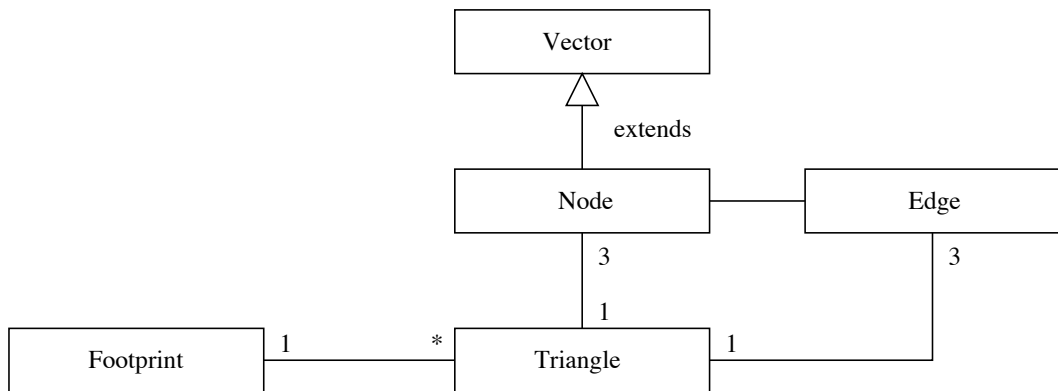 Vector
extends
Node
Edge
3
3
1
Footprint
1
*
Triangle
1